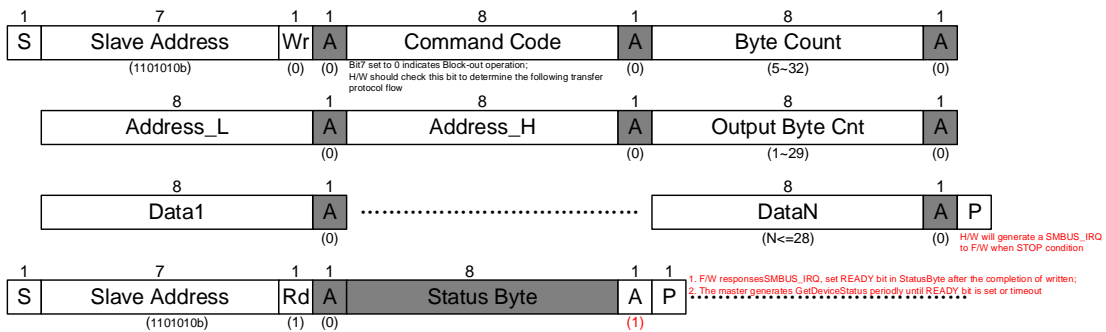 1 7 1 1 8 1 8 1
S Slave Address Wr A Command Code A Byte Count A
(1101010b) (0) (0) Bit7 set to 0 indicates Block-out operation; (0) (5~32) (0)
H/W should check this bit to determine the following transfer
protocol flow
8 1 8 1 8 1
Address_L A Address_H A Output Byte Cnt A
(0) (0) (1~29) (0)
8 1 8 1
Data1 A DataN A P
(0) (N<=28) (0) H/W will generate a SMBUS_IRQ
to F/W when STOP condition
1 7 1 1 8 1 1
S Slave Address Rd A Status Byte A P
1. F/W responsesSMBUS_IRQ, set READY bit in StatusByte after the completion of written;
2. The master generates GetDeviceStatus periodly until READY bit is set or timeout
(1101010b) (1) (0) (1)